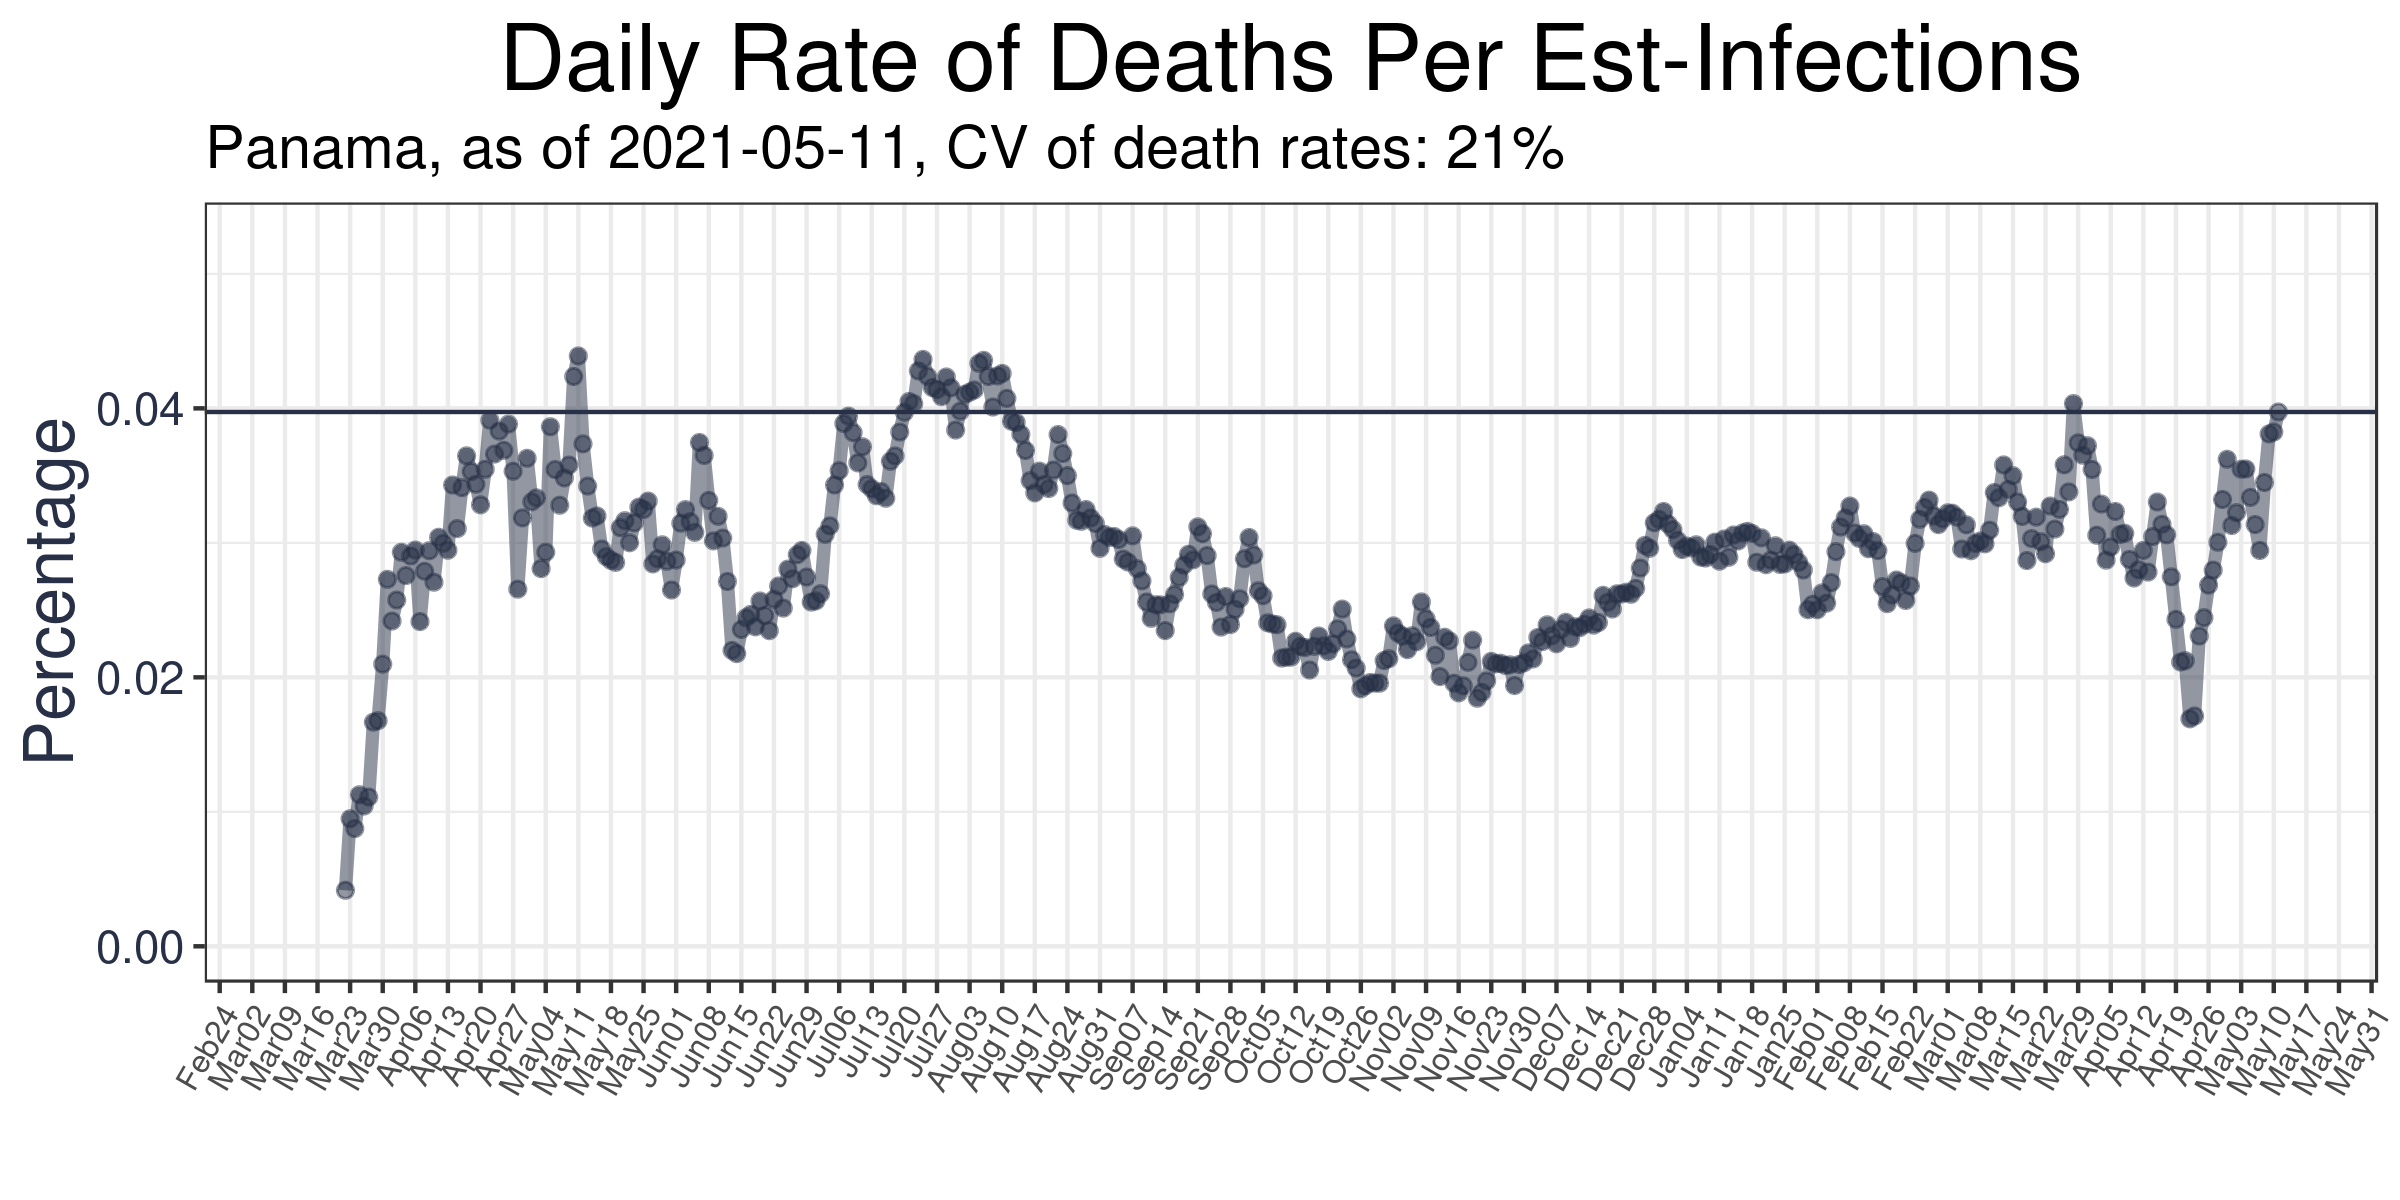 Daily Rate of Deaths Per Est-Infections
Panama, as of 2021-05-11, CV of death rates: 21%
Percentage
0.04
0.02
0.00
Feb24
Mar02
Mar09
Mar16
Mar23
Mar30
Apr06
Apr13
Apr20
Apr27
May04
May11
May18
May25
Jun01
Jun08
Jun15
Jun22
Jun29
Jul06
Jul13
Jul20
Jul27
Aug03
Aug10
Aug17
Aug24
Aug31
Sep07
Sep14
Sep21
Sep28
Oct05
Oct12
Oct19
Oct26
Nov02
Nov09
Nov16
Nov23
Nov30
Dec07
Dec14
Dec21
Dec28
Jan04
Jan11
Jan18
Jan25
Feb01
Feb08
Feb15
Feb22
Mar01
Mar08
Mar15
Mar22
Mar29
Apr05
Apr12
Apr19
Apr26
May03
May10
May17
May24
May31